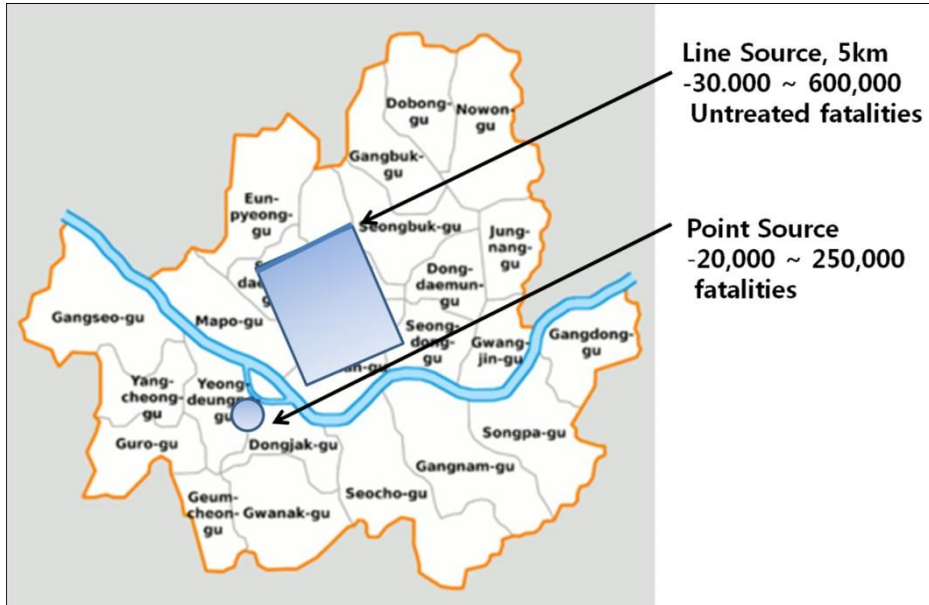 Line Source, 5km
-30.000 ~ 600,000
Untreated fatalities
Point Source
-20,000 ~ 250,000
fatalities
Dobong-
gu
Nowon-
gu
Gangbuk-
gu
Eun-
pyeong-
gu
Seongbuk-gu
Jung-
nang-
gu
Dong-
daemun-
gu
Gangseo-gu
Mapo-gu
Seong-
dong-
gu
Gwang-
jin-gu
Gangdong-
gu
Yang-
cheong-
gu
Yeong-
gu
Guro-gu
Dongjak-gu
Songpa-gu
Gangnam-gu
Seocho-gu
Geum-
cheon-
gu
Gwanak-gu